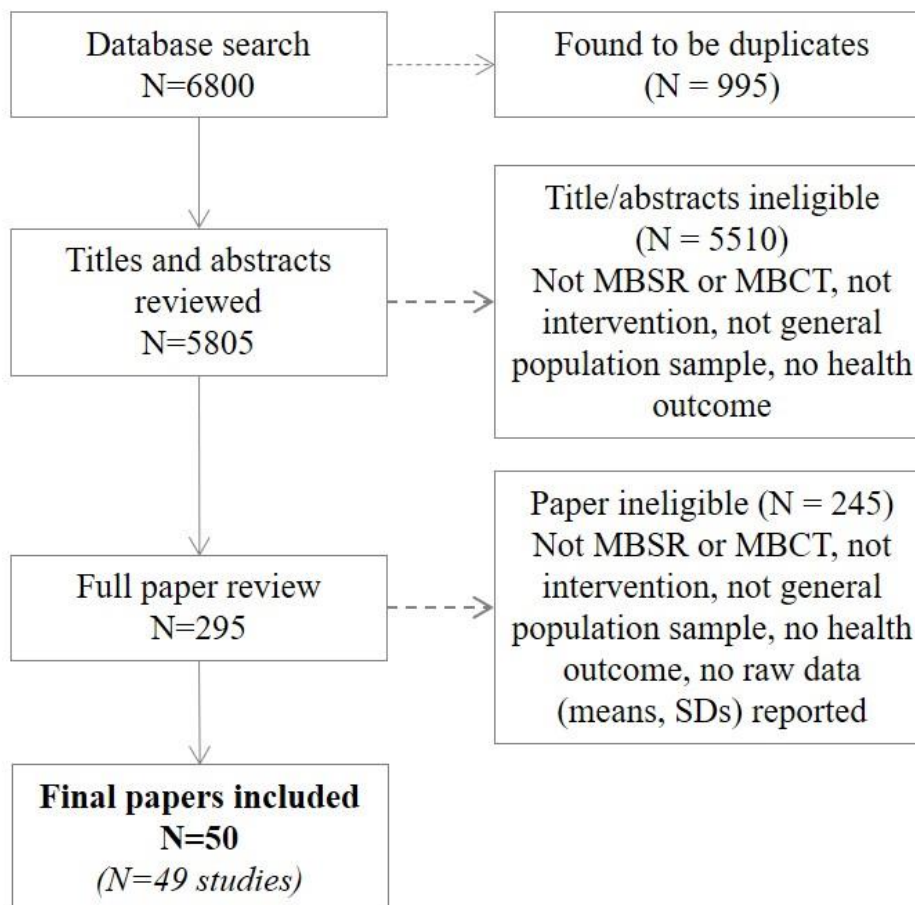 Database search
N=6800
Found to be duplicates
(N = 995)
Titles and abstracts
reviewed
N=5805
Title/abstracts ineligible
(N = 5510)
Not MBSR or MBCT, not
intervention, not general
population sample, no health
outcome
Full paper review
N=295
Paper ineligible (N = 245)
Not MBSR or MBCT, not
intervention, not general
population sample, no health
outcome, no raw data
(means, SDs) reported
Final papers included
N=50
(N=49 studies)